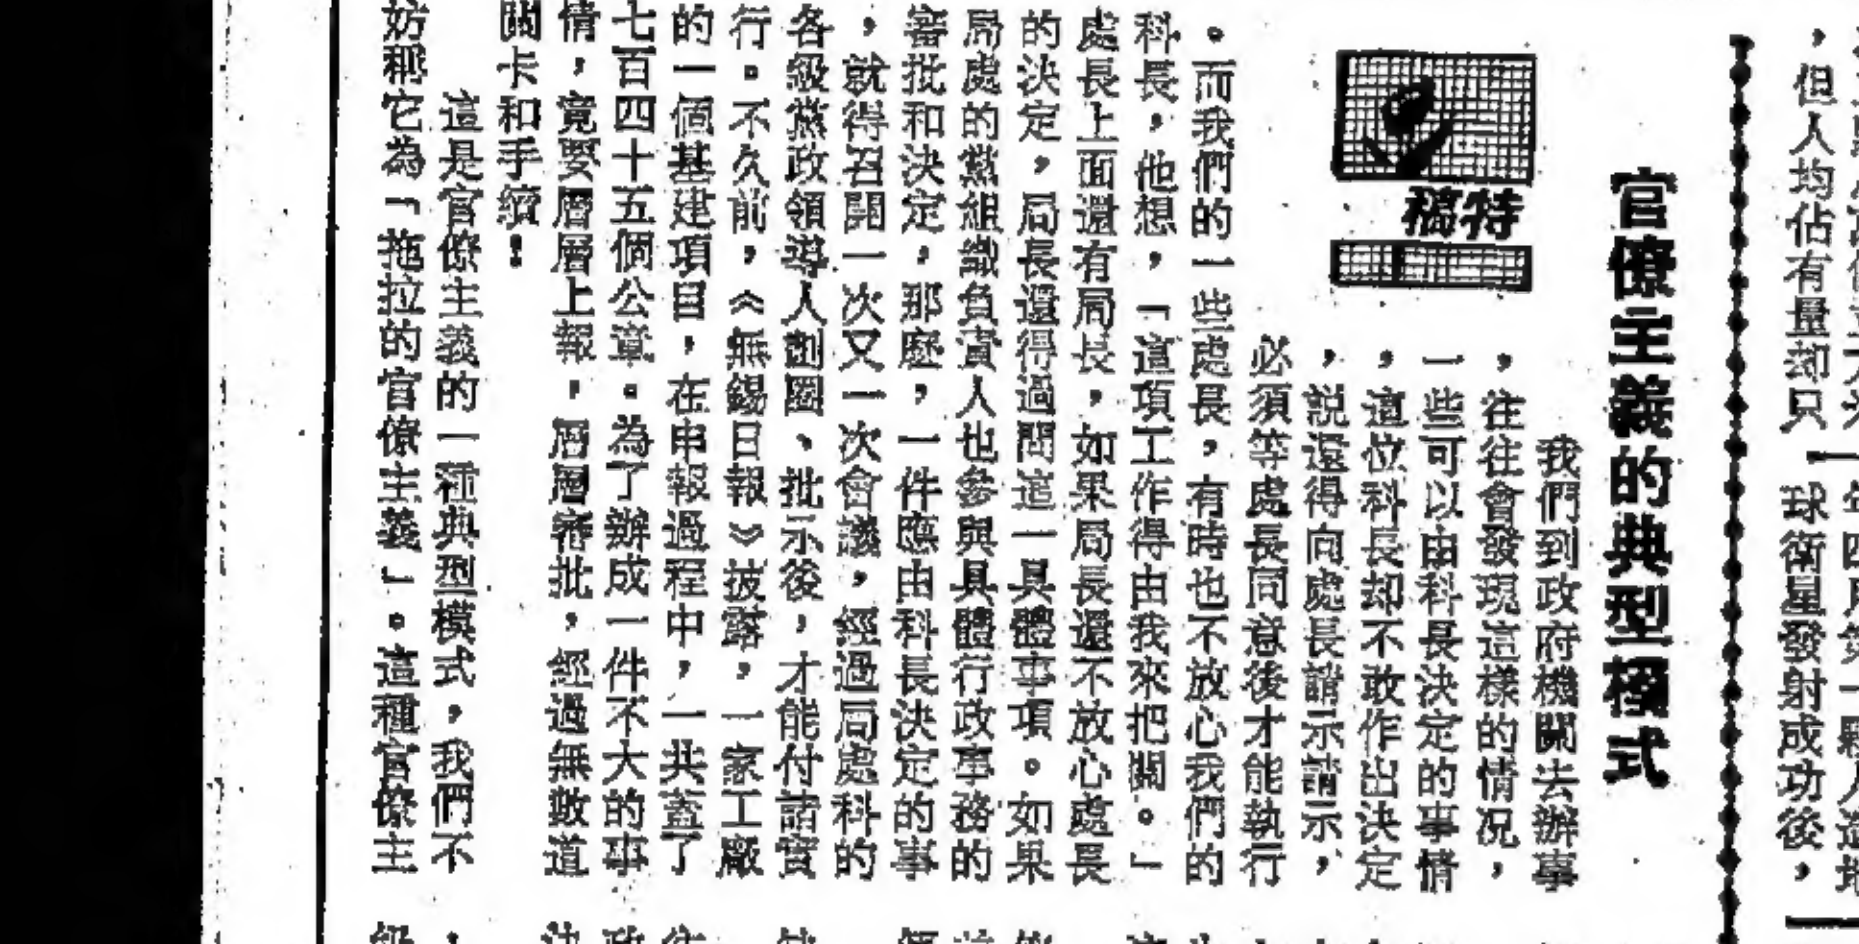 官僚主義的典型模式
特稿
我們到政府機關去辦事
，往往會發現這樣的情況，
一些可以由科長決定的事情
，這位科長却不敢作出決定
，説還得向處長請示請示，
必須等處長同意後才能執行
。而我們的一些處長，有時也不放心我們的
科長，他想，「這項工作得由我來把關。」
處長上面還有局長，如果局長還不放心處長
的決定，局長還得過問這一具體事項。如果
局處的黨組織負責人也參與具體行政事務的
審批和決定，那麼，一件應由科長決定的事
，就得召開一次又一次會議，經過局處科的
各級黨政領導人劃圈、批示後，才能付諸實
行。不久前，《無錫日報》披露，一家工廠
的一個基建項目，在申報過程中，一共蓋了
七百四十五個公章。為了辦成一件不大的事
情，竟要層層上報，層層審批，經過無數道
關卡和手續！
這是官僚主義的一種典型模式，我們不
妨稱它為「拖拉的官僚主義」。這種官僚主
，但人均佔有量却只
球衛星發射成功後，